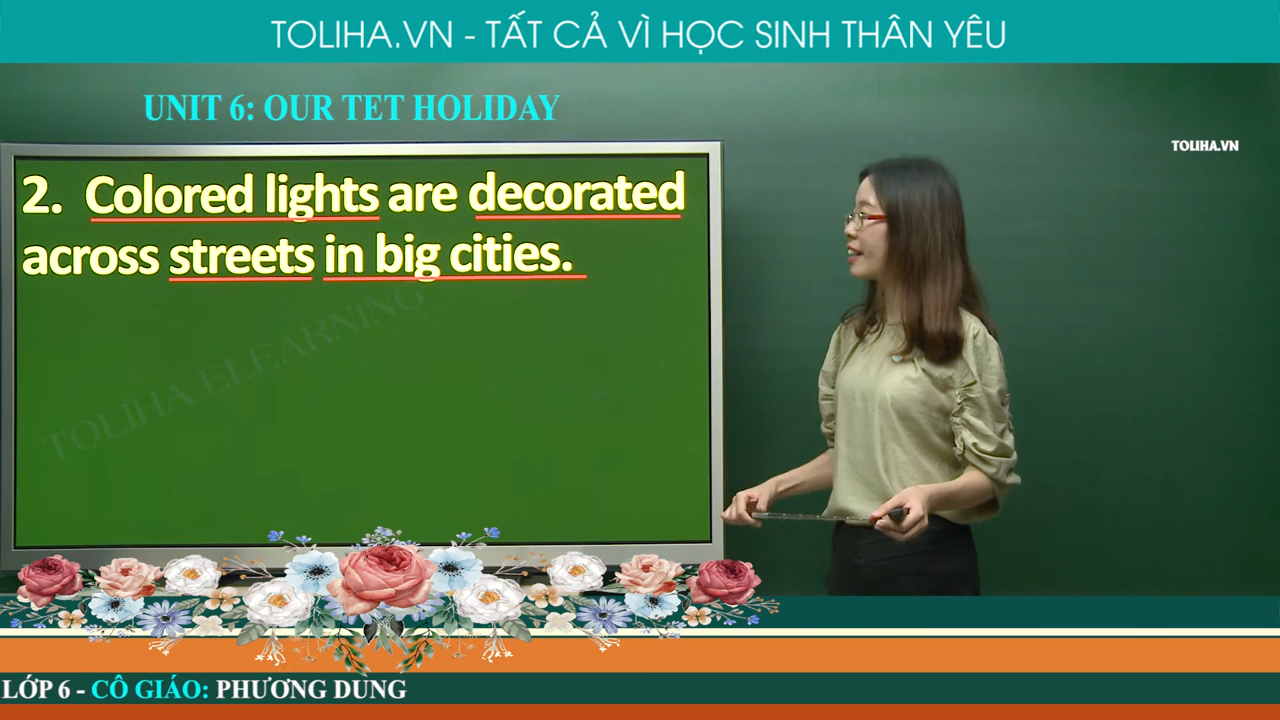 TOLIHA.VN - TẤT CẢ VÌ HỌC SINH THÂN YÊU
UNIT 6: OUR TET HOLIDAY
TOLIHA.VN
2. Colored lights are decorated
across streets in big cities.
TOLIHA ELEARNING
LỚP 6 - CÔ GIÁO: PHƯƠNG DUNG